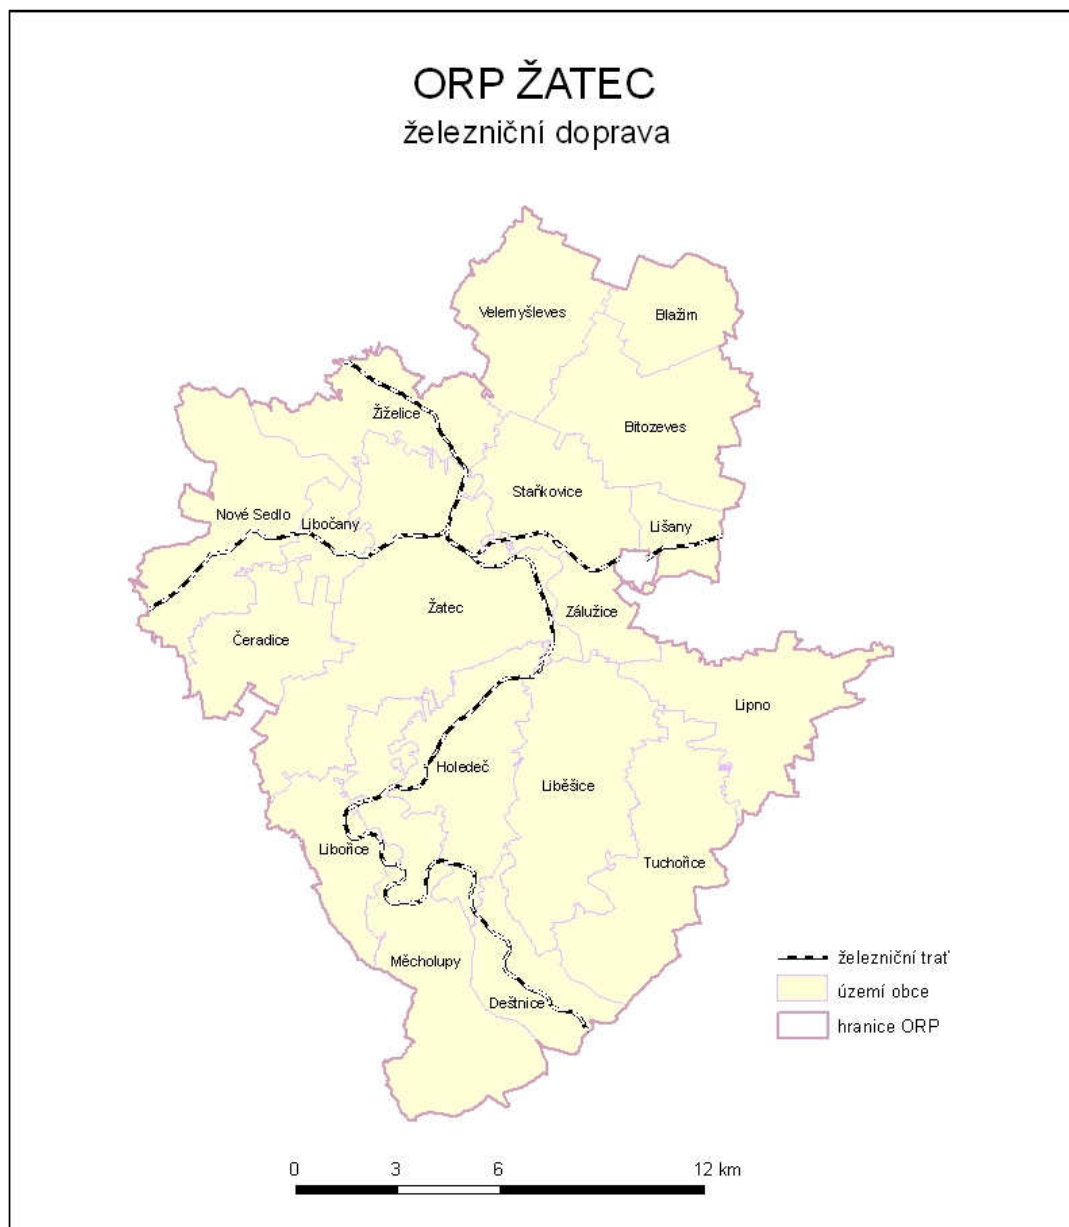 ORP ŽATEC
železniční doprava
Velemyšleves
Blažim
Žiželice
Bitozeves
Staňkovice
Nové Sedlo
Libočany
Lišany
Žatec
Zálužice
Čeradice
Lipno
Holedeč
Liběšice
Libořice
Tuchořice
Měcholupy
Deštnice
železniční trať
území obce
hranice ORP
0 3 6 12 km